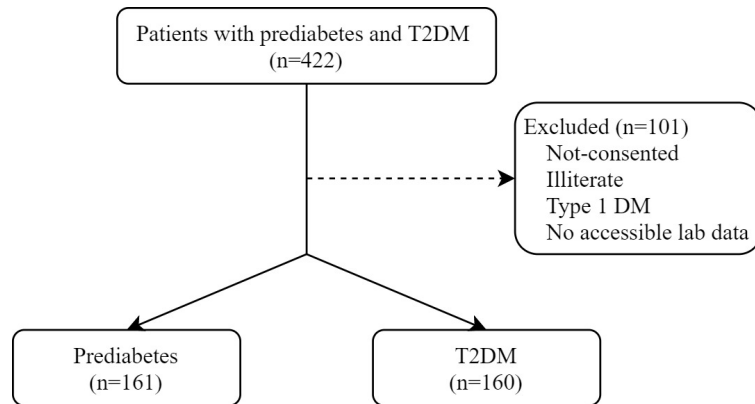 Patients with prediabetes and T2DM
(n=422)
Excluded (n=101)
Not-consented
Illiterate
Type 1 DM
No accessible lab data
Prediabetes
(n=161)
T2DM
(n=160)